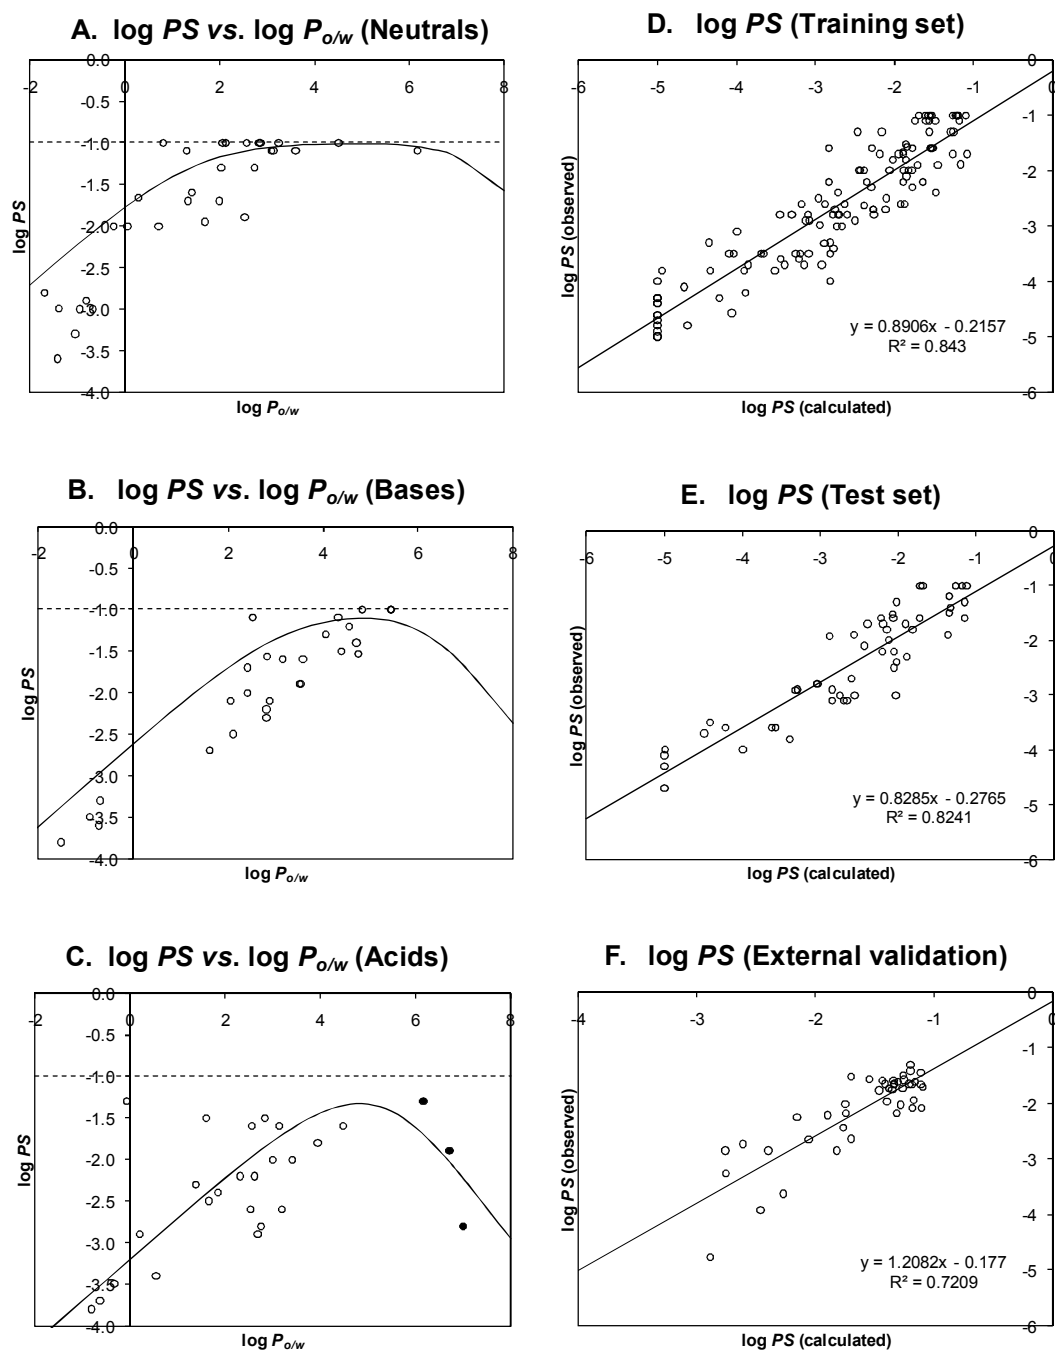 A. log PS vs. log Po/w (Neutrals)
-2 0 2 4 6 8
0.0
-0.5
-1.0
-1.5
-2.0
-2.5
-3.0
-3.5
-4.0
log PS
log Po/w
D. log PS (Training set)
-6 -5 -4 -3 -2 -1 0
0
-1
-2
-3
-4
-5
-6
log PS (observed)
y = 0.8906x - 0.2157
R² = 0.843
log PS (calculated)
B. log PS vs. log Po/w (Bases)
-2 0 2 4 6 8
0.0
-0.5
-1.0
-1.5
-2.0
-2.5
-3.0
-3.5
-4.0
log PS
log Po/w
E. log PS (Test set)
-6 -5 -4 -3 -2 -1 0
0
-1
-2
-3
-4
-5
-6
log PS (observed)
y = 0.8285x - 0.2765
R² = 0.8241
log PS (calculated)
C. log PS vs. log Po/w (Acids)
-2 0 2 4 6 8
0.0
-0.5
-1.0
-1.5
-2.0
-2.5
-3.0
-3.5
-4.0
log PS
log Po/w
F. log PS (External validation)
-4 -3 -2 -1 0
0
-1
-2
-3
-4
-5
-6
log PS (observed)
y = 1.2082x - 0.177
R² = 0.7209
log PS (calculated)